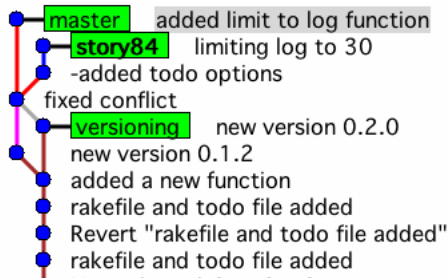 master added limit to log function
story84 limiting log to 30
-added todo options
fixed conflict
versioning new version 0.2.0
new version 0.1.2
added a new function
rakefile and todo file added
Revert "rakefile and todo file added"
rakefile and todo file added